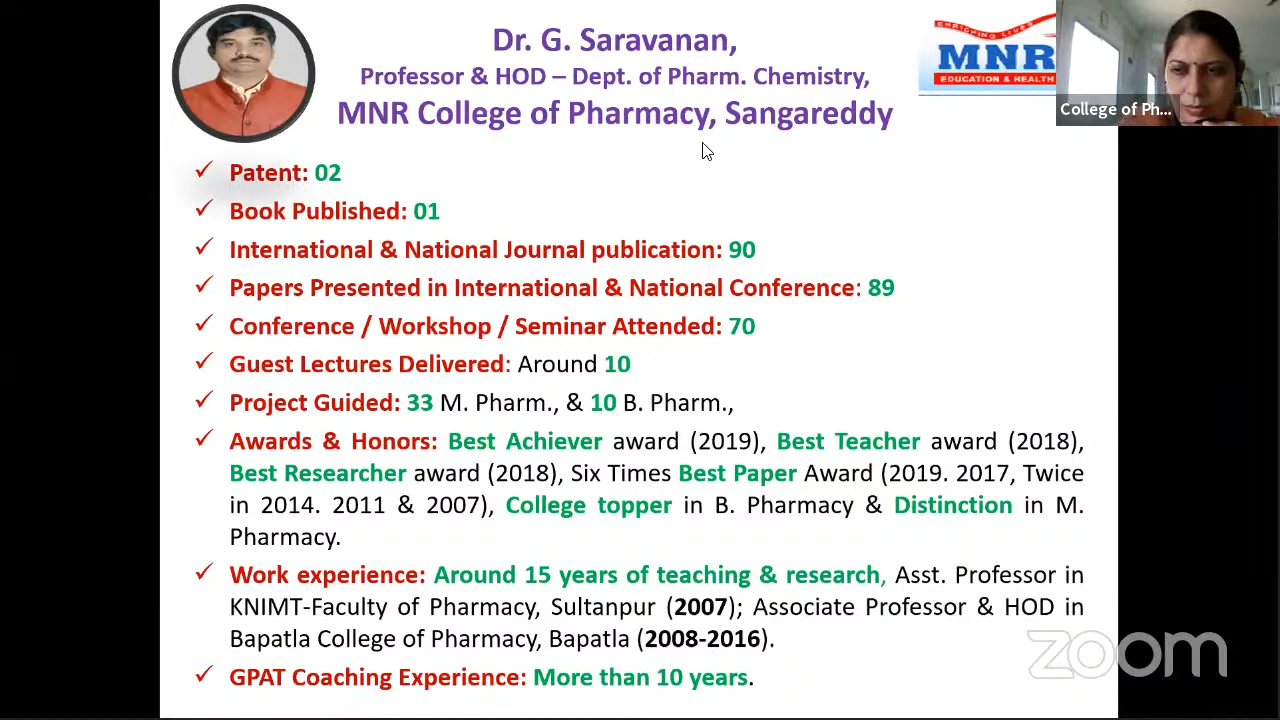 Dr. G. Saravanan,
Professor & HOD – Dept. of Pharm. Chemistry,
MNR College of Pharmacy, Sangareddy
ENRICHING LIVES
MNR
EDUCATION & HEALTH
College of Ph...
✓ Patent: 02
✓ Book Published: 01
✓ International & National Journal publication: 90
✓ Papers Presented in International & National Conference: 89
✓ Conference / Workshop / Seminar Attended: 70
✓ Guest Lectures Delivered: Around 10
✓ Project Guided: 33 M. Pharm., & 10 B. Pharm.,
✓ Awards & Honors: Best Achiever award (2019), Best Teacher award (2018),
Best Researcher award (2018), Six Times Best Paper Award (2019. 2017, Twice
in 2014. 2011 & 2007), College topper in B. Pharmacy & Distinction in M.
Pharmacy.
✓ Work experience: Around 15 years of teaching & research, Asst. Professor in
KNIMT-Faculty of Pharmacy, Sultanpur (2007); Associate Professor & HOD in
Bapatla College of Pharmacy, Bapatla (2008-2016).
✓ GPAT Coaching Experience: More than 10 years.
zoom